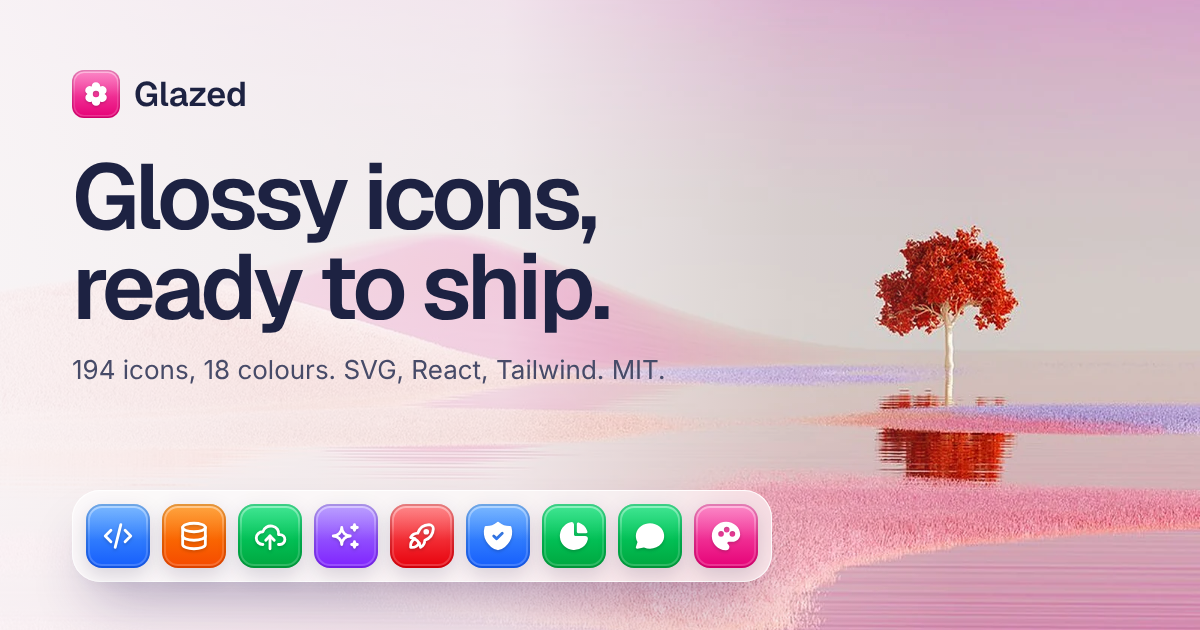 Glazed
Glossy icons,
ready to ship.
194 icons, 18 colours. SVG, React, Tailwind. MIT.